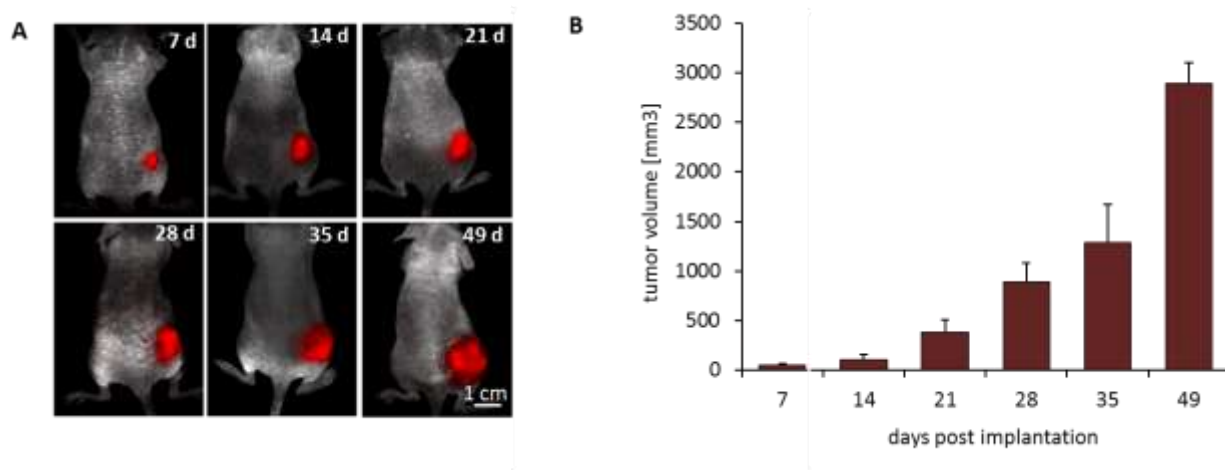 A
7 d
14 d
21 d
28 d
35 d
49 d
1 cm
B
tumor volume [mm3]
3500
3000
2500
2000
1500
1000
500
0
7 14 21 28 35 49
days post implantation